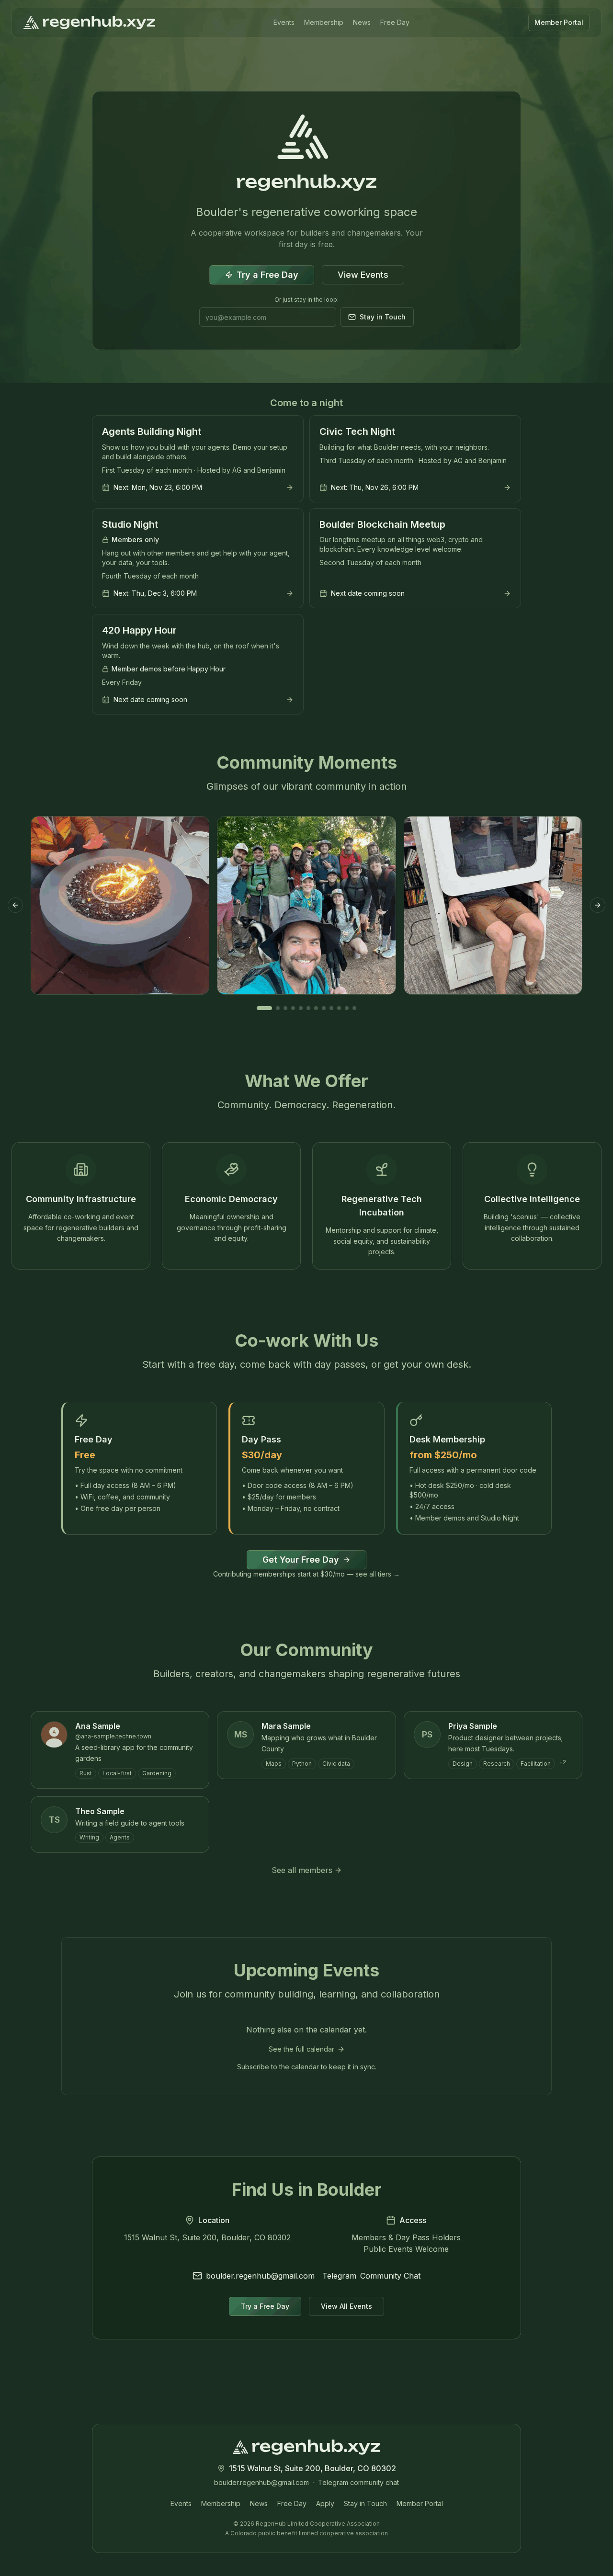 regenhub.xyz
Events Membership News Free Day
Member Portal
regenhub.xyz
Boulder's regenerative coworking space
A cooperative workspace for builders and changemakers. Your
first day is free.
Try a Free Day
View Events
Or just stay in the loop:
you@example.com
Stay in Touch
Come to a night
Agents Building Night
Show us how you build with your agents. Demo your setup
and build alongside others.
First Tuesday of each month · Hosted by AG and Benjamin
Next: Mon, Nov 23, 6:00 PM
Civic Tech Night
Building for what Boulder needs, with your neighbors.
Third Tuesday of each month · Hosted by AG and Benjamin
Next: Thu, Nov 26, 6:00 PM
Studio Night
Members only
Hang out with other members and get help with your agent,
your data, your tools.
Fourth Tuesday of each month
Next: Thu, Dec 3, 6:00 PM
Boulder Blockchain Meetup
Our longtime meetup on all things web3, crypto and
blockchain. Every knowledge level welcome.
Second Tuesday of each month
Next date coming soon
420 Happy Hour
Wind down the week with the hub, on the roof when it's
warm.
Member demos before Happy Hour
Every Friday
Next date coming soon
Community Moments
Glimpses of our vibrant community in action
What We Offer
Community. Democracy. Regeneration.
Community Infrastructure
Affordable co-working and event
space for regenerative builders and
changemakers.
Economic Democracy
Meaningful ownership and
governance through profit-sharing
and equity.
Regenerative Tech
Incubation
Mentorship and support for climate,
social equity, and sustainability
projects.
Collective Intelligence
Building 'scenius' — collective
intelligence through sustained
collaboration.
Co-work With Us
Start with a free day, come back with day passes, or get your own desk.
Free Day
Free
Try the space with no commitment
• Full day access (8 AM – 6 PM)
• WiFi, coffee, and community
• One free day per person
Day Pass
$30/day
Come back whenever you want
• Door code access (8 AM – 6 PM)
• $25/day for members
• Monday – Friday, no contract
Desk Membership
from $250/mo
Full access with a permanent door code
• Hot desk $250/mo · cold desk
$500/mo
• 24/7 access
• Member demos and Studio Night
Get Your Free Day →
Contributing memberships start at $30/mo — see all tiers →
Our Community
Builders, creators, and changemakers shaping regenerative futures
A
Ana Sample
@ana-sample.techne.town
A seed-library app for the community
gardens
Rust Local-first Gardening
MS
Mara Sample
Mapping who grows what in Boulder
County
Maps Python Civic data
PS
Priya Sample
Product designer between projects;
here most Tuesdays.
Design Research Facilitation +2
TS
Theo Sample
Writing a field guide to agent tools
Writing Agents
See all members →
Upcoming Events
Join us for community building, learning, and collaboration
Nothing else on the calendar yet.
See the full calendar →
Subscribe to the calendar to keep it in sync.
Find Us in Boulder
Location
1515 Walnut St, Suite 200, Boulder, CO 80302
Access
Members & Day Pass Holders
Public Events Welcome
boulder.regenhub@gmail.com Telegram Community Chat
Try a Free Day
View All Events
regenhub.xyz
1515 Walnut St, Suite 200, Boulder, CO 80302
boulder.regenhub@gmail.com · Telegram community chat
Events Membership News Free Day Apply Stay in Touch Member Portal
© 2026 RegenHub Limited Cooperative Association
A Colorado public benefit limited cooperative association